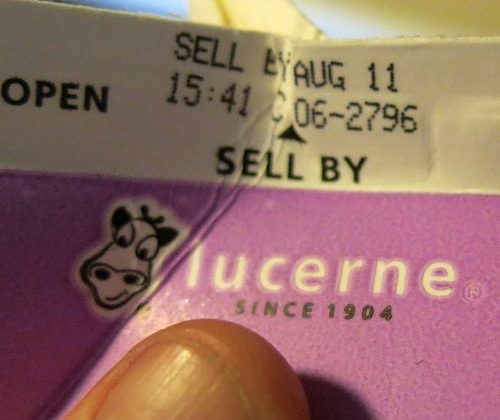 SELL BY AUG 11
OPEN 15:41 C 06-2796
SELL BY
lucerne®
SINCE 1904